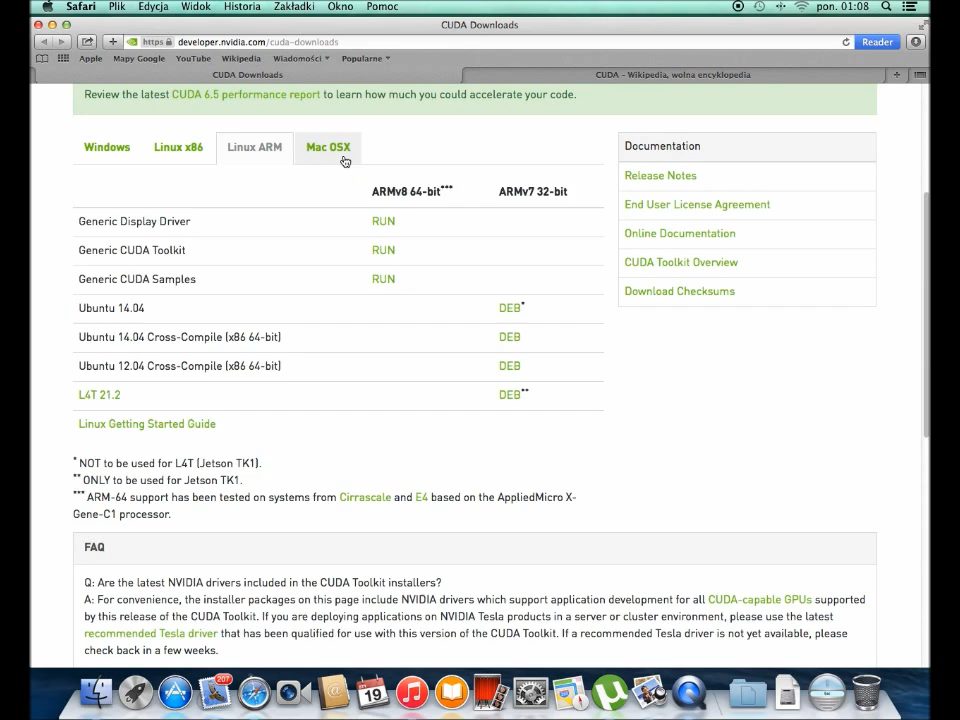 Safari Plik Edycja Widok Historia Zakładki Okno Pomoc pon. 01:08
CUDA Downloads
https developer.nvidia.com/cuda-downloads Reader
Apple Mapy Google YouTube Wikipedia Wiadomości Popularne
CUDA Downloads CUDA – Wikipedia, wolna encyklopedia
Review the latest CUDA 6.5 performance report to learn how much you could accelerate your code.
Windows Linux x86 Linux ARM Mac OSX
Documentation
Release Notes
End User License Agreement
Online Documentation
CUDA Toolkit Overview
Download Checksums
ARMv8 64-bit*** ARMv7 32-bit
Generic Display Driver RUN
Generic CUDA Toolkit RUN
Generic CUDA Samples RUN
Ubuntu 14.04 DEB*
Ubuntu 14.04 Cross-Compile (x86 64-bit) DEB
Ubuntu 12.04 Cross-Compile (x86 64-bit) DEB
L4T 21.2 DEB**
Linux Getting Started Guide
* NOT to be used for L4T (Jetson TK1).
** ONLY to be used for Jetson TK1.
*** ARM-64 support has been tested on systems from Cirrascale and E4 based on the AppliedMicro X-
Gene-C1 processor.
FAQ
Q: Are the latest NVIDIA drivers included in the CUDA Toolkit installers?
A: For convenience, the installer packages on this page include NVIDIA drivers which support application development for all CUDA-capable GPUs supported
by this release of the CUDA Toolkit. If you are deploying applications on NVIDIA Tesla products in a server or cluster environment, please use the latest
recommended Tesla driver that has been qualified for use with this version of the CUDA Toolkit. If a recommended Tesla driver is not yet available, please
check back in a few weeks.
207
19